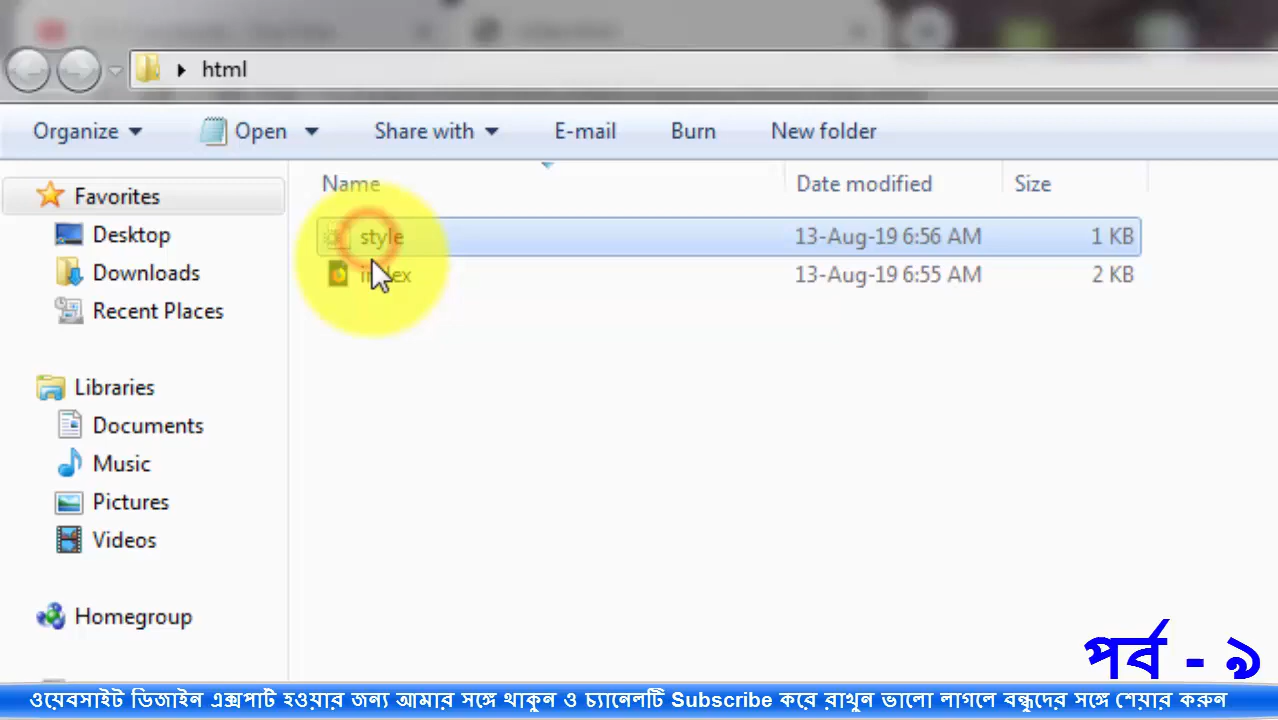 html
Organize Open Share with E-mail Burn New folder
Name Date modified Size
Favorites
style 13-Aug-19 6:56 AM 1 KB
Desktop
index 13-Aug-19 6:55 AM 2 KB
Downloads
Recent Places
Libraries
Documents
Music
Pictures
Videos
Homegroup
পর্ব - ৯
ওয়েবসাইট ডিজাইন এক্সপার্ট হওয়ার জন্য আমার সঙ্গে থাকুন ও চ্যানেলটি Subscribe করে রাখুন ভালো লাগলে বন্ধুদের সঙ্গে শেয়ার করুন